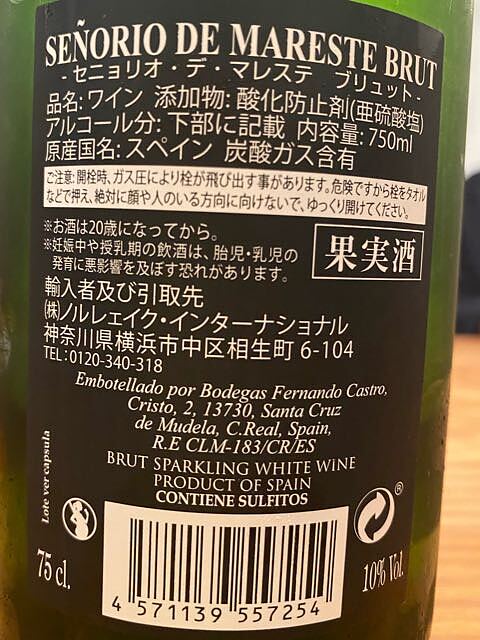 SEÑORIO DE MARESTE BRUT
- セニョリオ・デ・マレステ ブリュット -
品名: ワイン 添加物: 酸化防止剤(亜硫酸塩)
アルコール分: 下部に記載 内容量: 750ml
原産国名: スペイン 炭酸ガス含有
ご注意: 開栓時、ガス圧により栓が飛び出す事があります。危険ですから栓をタオル
などで押え、絶対に顔や人のいる方向に向けないで、ゆっくり開けてください。
※お酒は20歳になってから。
※妊娠中や授乳期の飲酒は、胎児・乳児の
発育に悪影響を及ぼす恐れがあります。
果実酒
輸入者及び引取先
㈱ノルレェイク・インターナショナル
神奈川県横浜市中区相生町 6-104
TEL: 0120-340-318
Embotellado por Bodegas Fernando Castro,
Cristo, 2, 13730, Santa Cruz
de Mudela, C.Real, Spain,
R.E CLM-183/CR/ES
BRUT SPARKLING WHITE WINE
PRODUCT OF SPAIN
CONTIENE SULFITOS
Lote ver capsula
®
75 cl.
10% Vol.
4 571139 557254